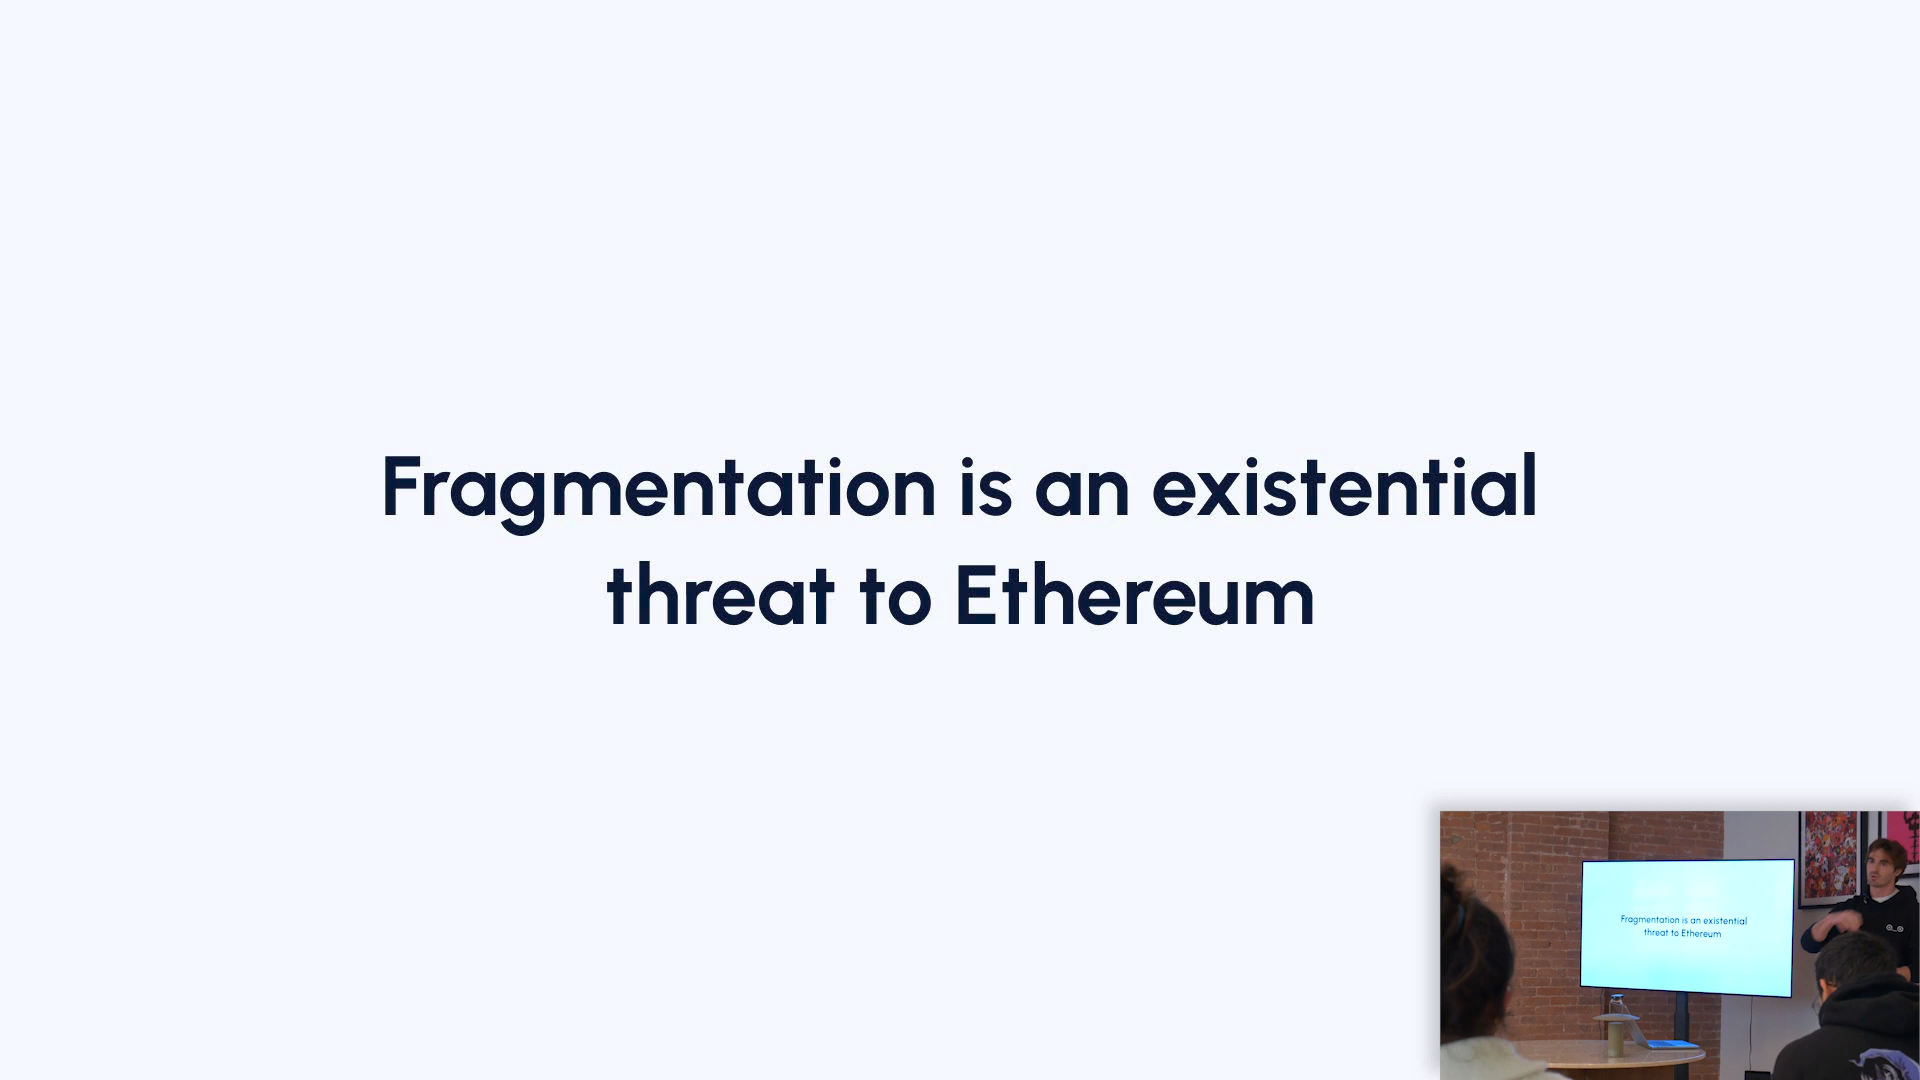 Fragmentation is an existential
threat to Ethereum
Fragmentation is an existential
threat to Ethereum